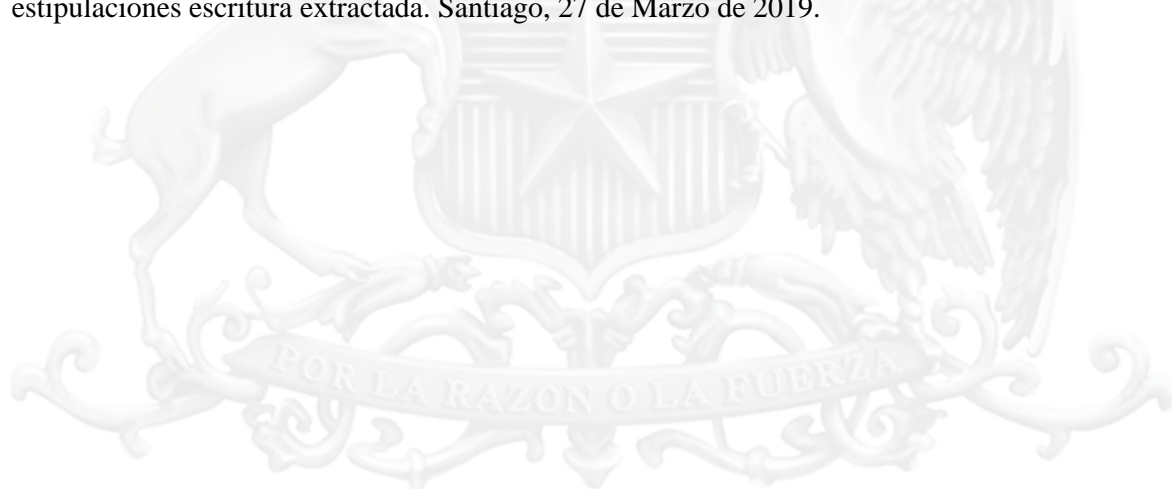 estipulaciones escritura extractada. Santiago, 27 de Marzo de 2019.
POR LA RAZON O LA FUERZA